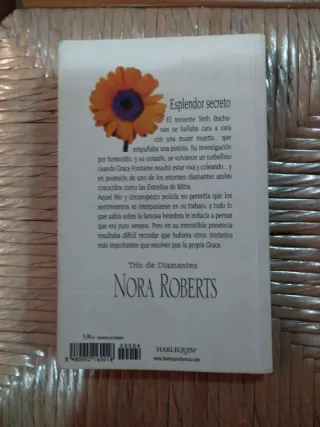 Esplendor secreto
El teniente Seth Bucha-
nan se hallaba cara a cara
con una mujer muerta... que
empuñaba una pistola. Su investigación
por homicidio, y su corazón, se volvieron un torbellino
cuando Grace Fontaine resultó estar viva y coleando... y
en posesión de uno de los enormes diamantes azules
conocidos como las Estrellas de Mitra.
Aquel frío y circunspecto policía no permitía que los
sentimientos se interpusieran en su trabajo, y todo lo
que sabía sobre la famosa heredera le inducía a pensar
que era puro veneno. Pero en su irresistible presencia
resultaba difícil recordar que hubiera otros misterios
más importantes que resolver que la propia Grace.
Trío de Diamantes
NORA ROBERTS
00004
HARLEQUIN®